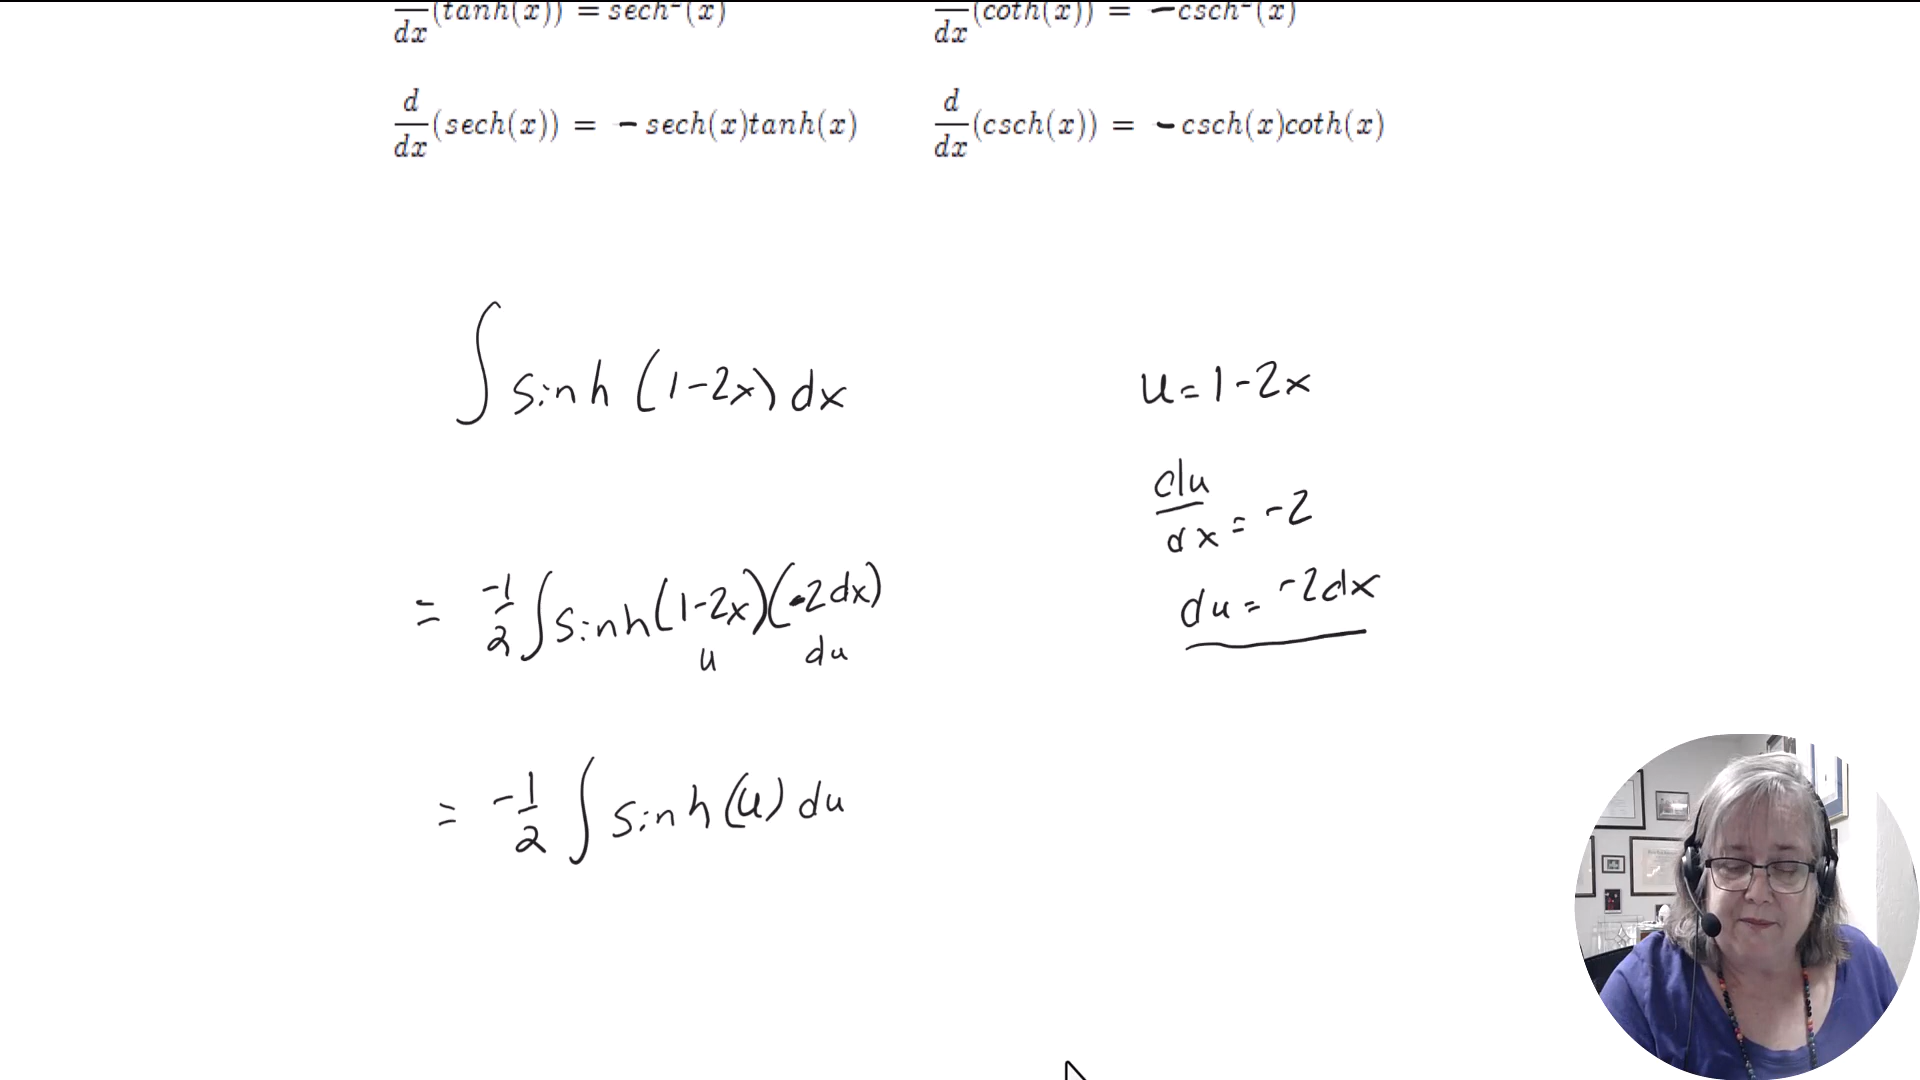 d/dx (tanh(x)) = sech²(x)
d/dx (coth(x)) = −csch²(x)
d/dx (sech(x)) = −sech(x)tanh(x)
d/dx (csch(x)) = −csch(x)coth(x)
∫ sinh (1-2x) dx
u = 1-2x
du/dx = -2
du = -2dx
= -1/2 ∫ sinh(1-2x)(-2dx)
u du
= -1/2 ∫ sinh(u) du